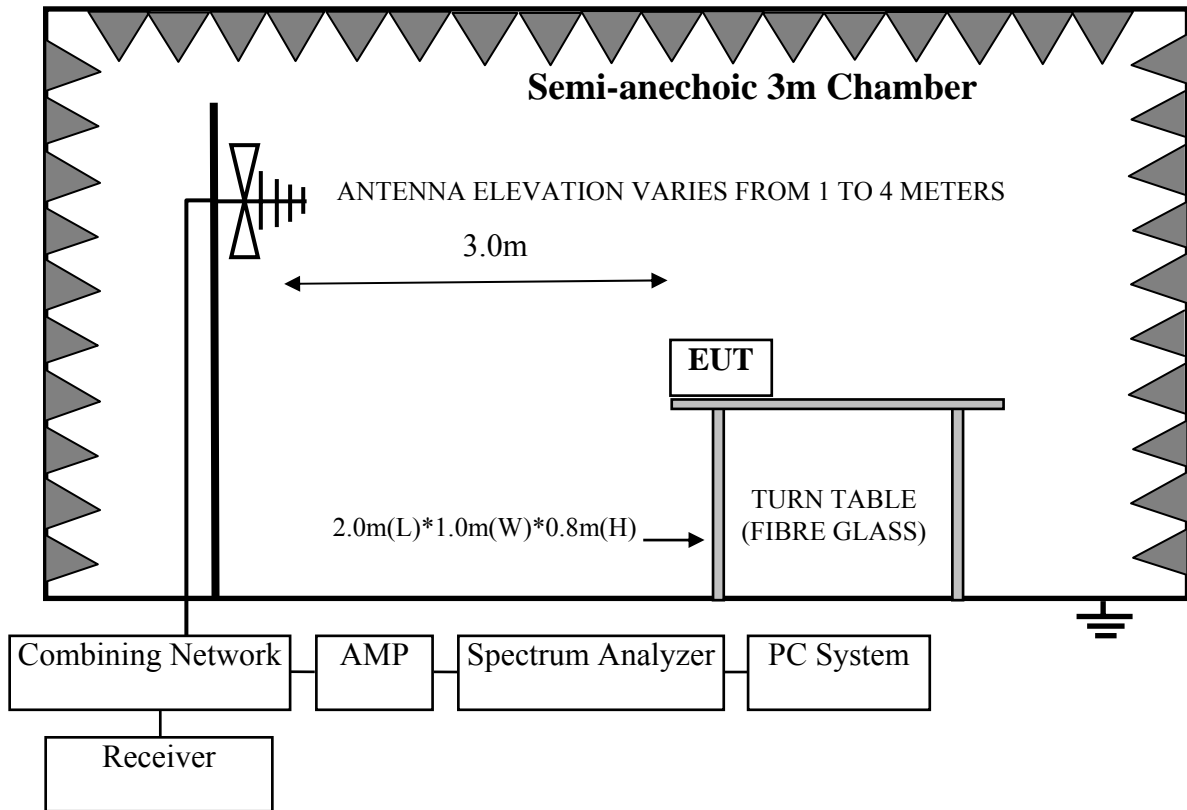 Semi-anechoic 3m Chamber
ANTENNA ELEVATION VARIES FROM 1 TO 4 METERS
3.0m
EUT
TURN TABLE
(FIBRE GLASS)
2.0m(L)*1.0m(W)*0.8m(H)
Combining Network
AMP
Spectrum Analyzer
PC System
Receiver